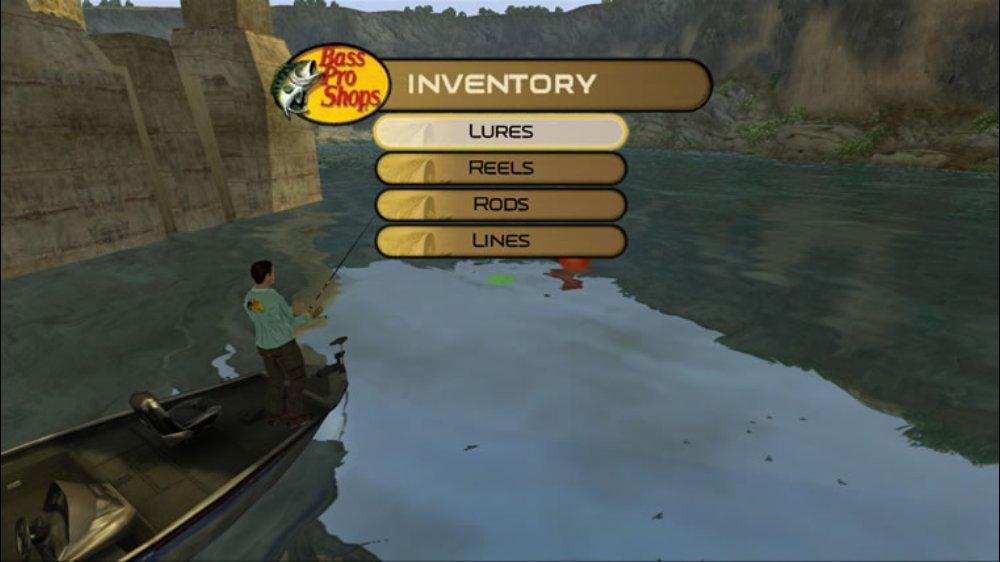 Bass
Pro
Shops
INVENTORY
LURES
REELS
RODS
LINES